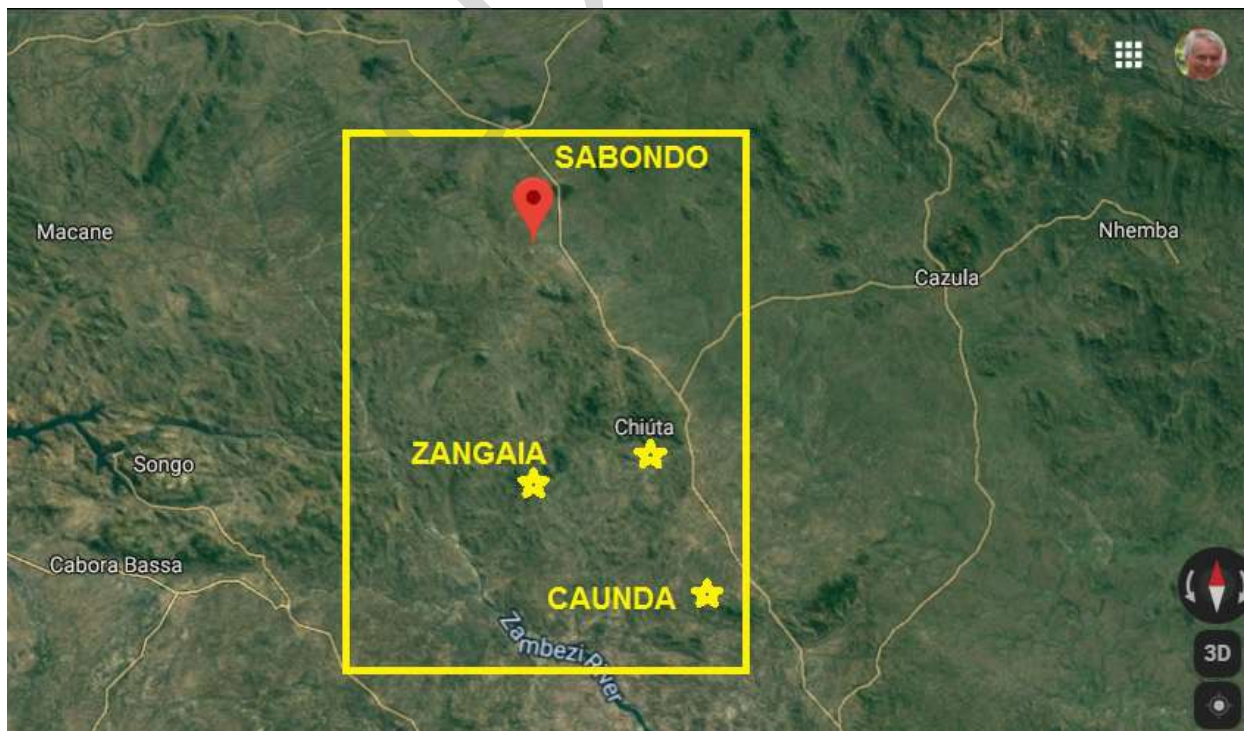 SABONDO
Macane
Nhemba
Cazula
Chiúta
ZANGAIA
Songo
Cabora Bassa
CAUNDA
Zambezi River
3D